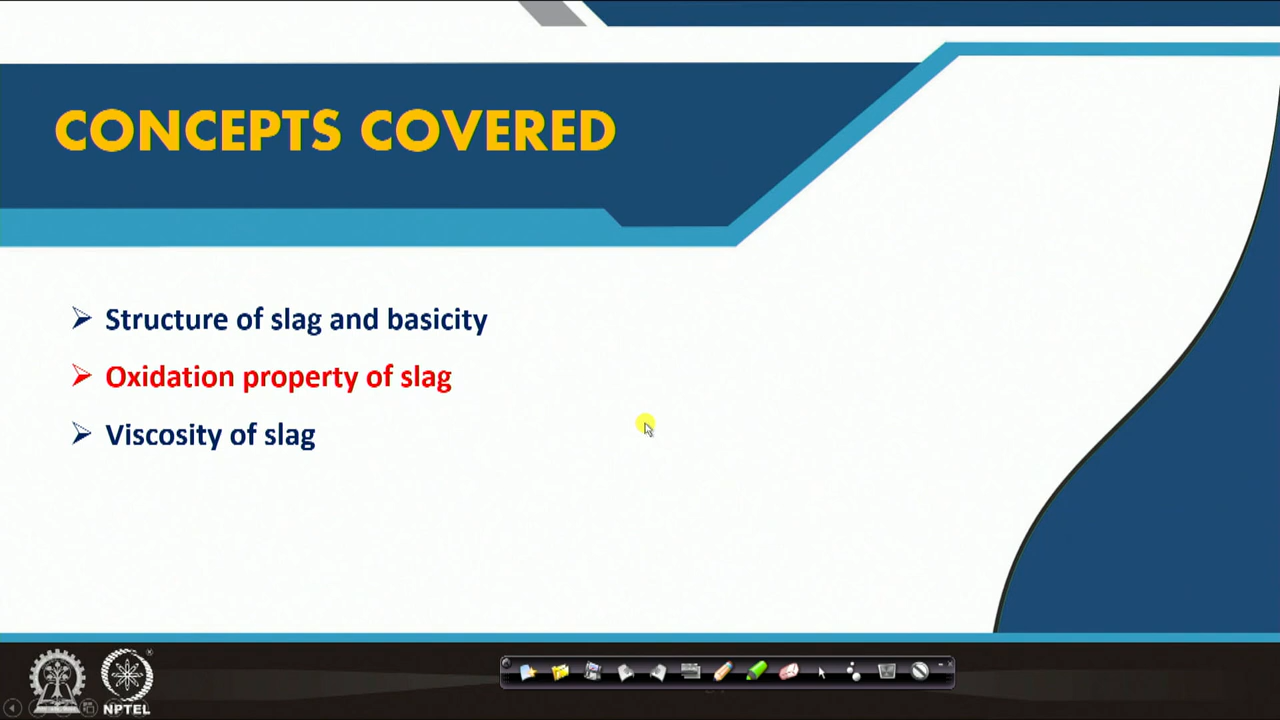 CONCEPTS COVERED
Structure of slag and basicity
Oxidation property of slag
Viscosity of slag
NPTEL